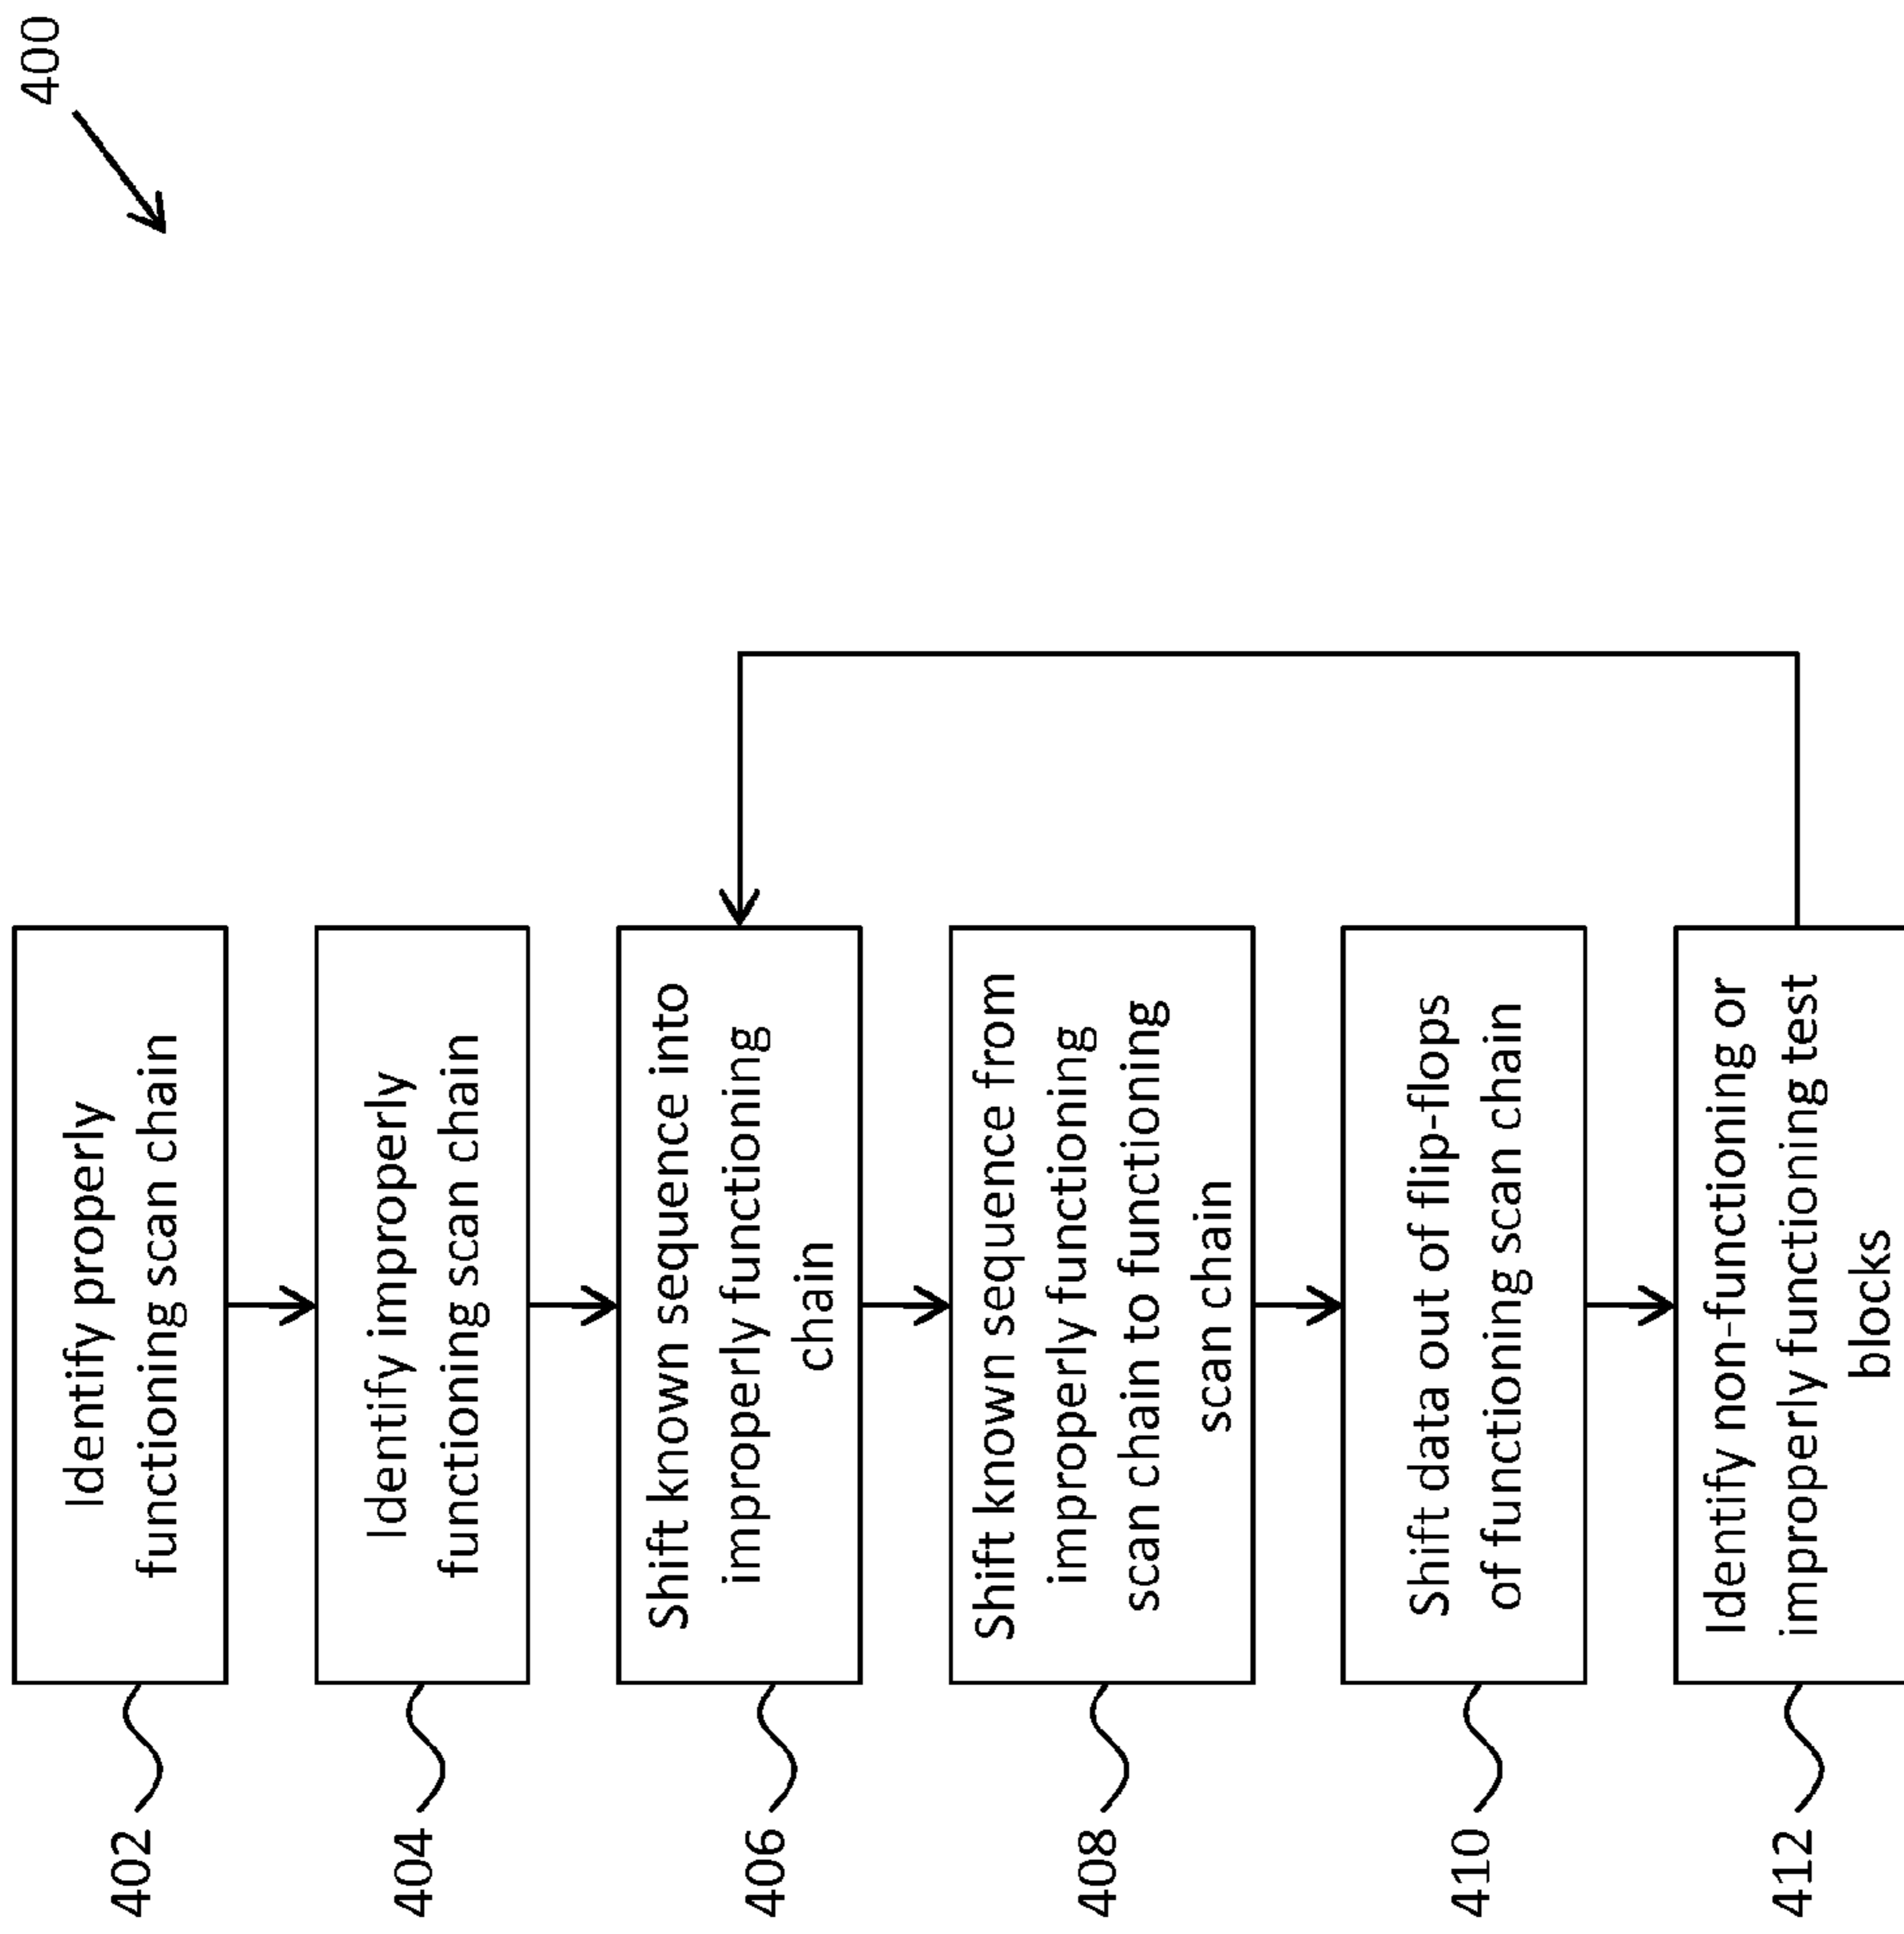 400
402
Identify properly
functioning scan chain
404
Identify improperly
functioning scan chain
406
Shift known sequence into
improperly functioning
chain
408
Shift known sequence from
improperly functioning
scan chain to functioning
scan chain
410
Shift data out of flip-flops
of functioning scan chain
412
Identify non-functioning or
improperly functioning test
blocks